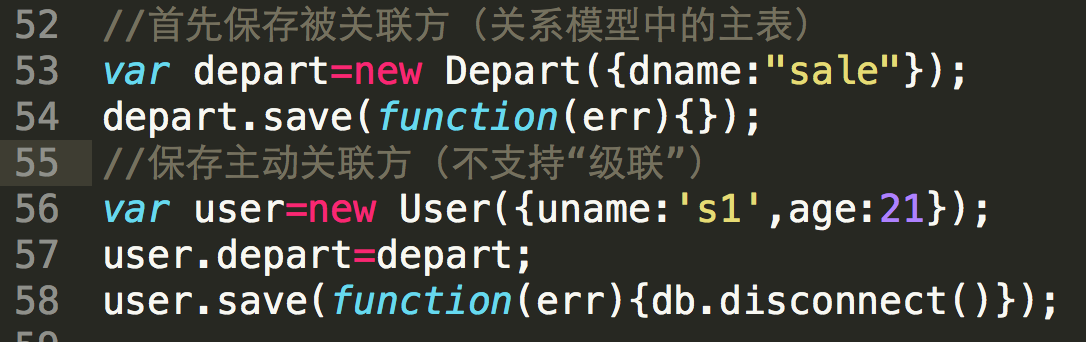 52 //首先保存被关联方（关系模型中的主表）
53 var depart=new Depart({dname:"sale"});
54 depart.save(function(err){});
55 //保存主动关联方（不支持“级联”）
56 var user=new User({uname:'s1',age:21});
57 user.depart=depart;
58 user.save(function(err){db.disconnect()});
59